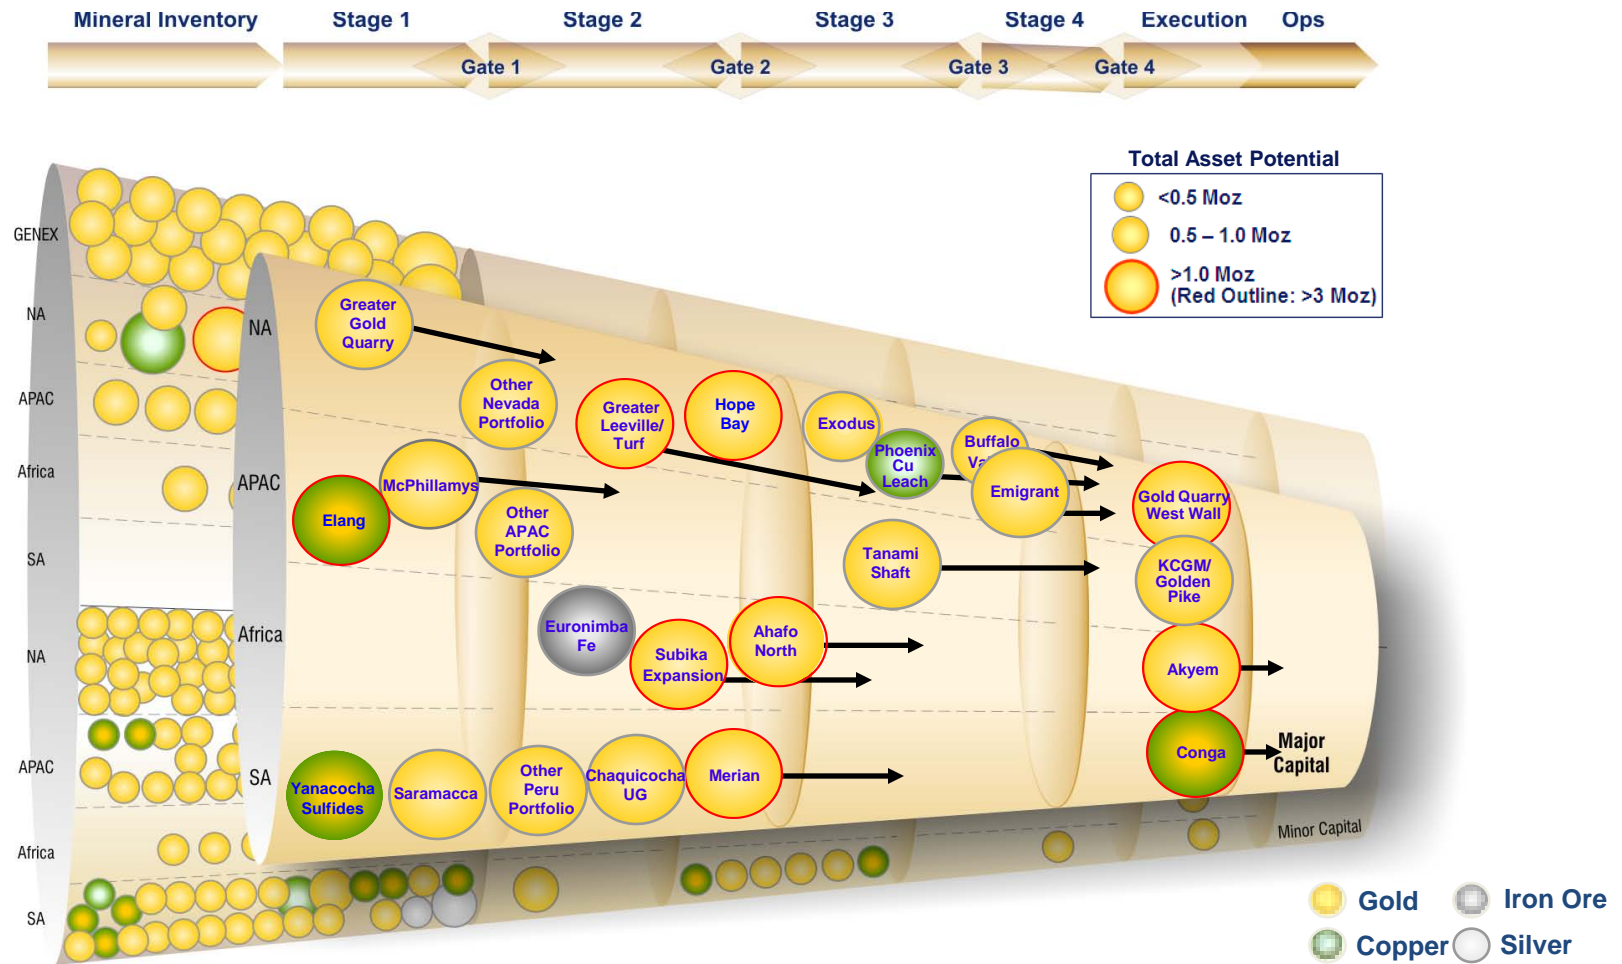 Mineral Inventory
Stage 1
Stage 2
Stage 3
Stage 4
Execution
Ops
Gate 1
Gate 2
Gate 3
Gate 4
Total Asset Potential
<0.5 Moz
0.5 – 1.0 Moz
>1.0 Moz
(Red Outline: >3 Moz)
GENEX
NA
APAC
Africa
SA
NA
APAC
Africa
SA
NA
APAC
Africa
SA
Greater
Gold
Quarry
Other
Nevada
Portfolio
Greater
Leeville/
Turf
Hope
Bay
Exodus
Phoenix
Cu
Leach
Buffalo
Emigrant
Gold Quarry
West Wall
McPhillamys
Elang
Other
APAC
Portfolio
Tanami
Shaft
KCGM/
Golden
Pike
Euronimba
Fe
Subika
Expansion
Ahafo
North
Akyem
Yanacocha
Sulfides
Saramacca
Other
Peru
Portfolio
Chaquicocha
UG
Merian
Conga
Major
Capital
Minor Capital
Gold
Iron Ore
Copper
Silver